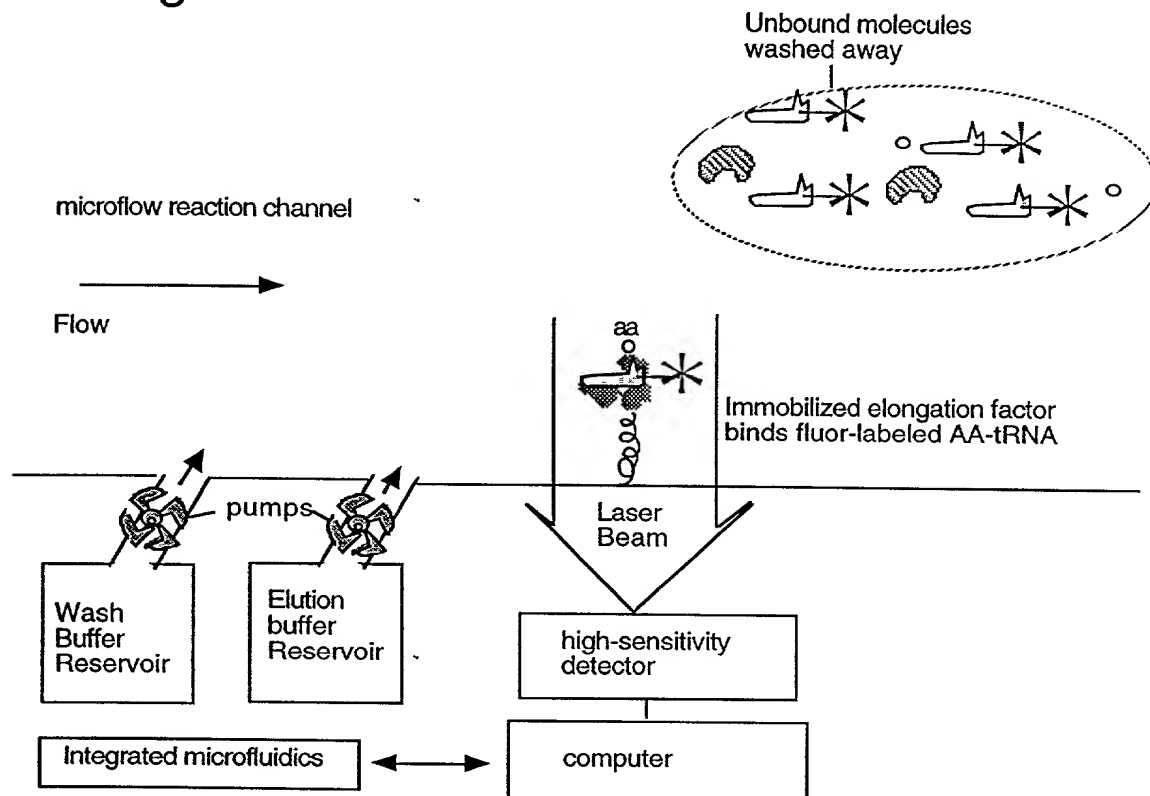 Unbound molecules
washed away
microflow reaction channel
Flow
aa
Immobilized elongation factor
binds fluor-labeled AA-tRNA
pumps
Laser
Beam
Wash
Buffer
Reservoir
Elution
buffer
Reservoir
high-sensitivity
detector
Integrated microfluidics
computer